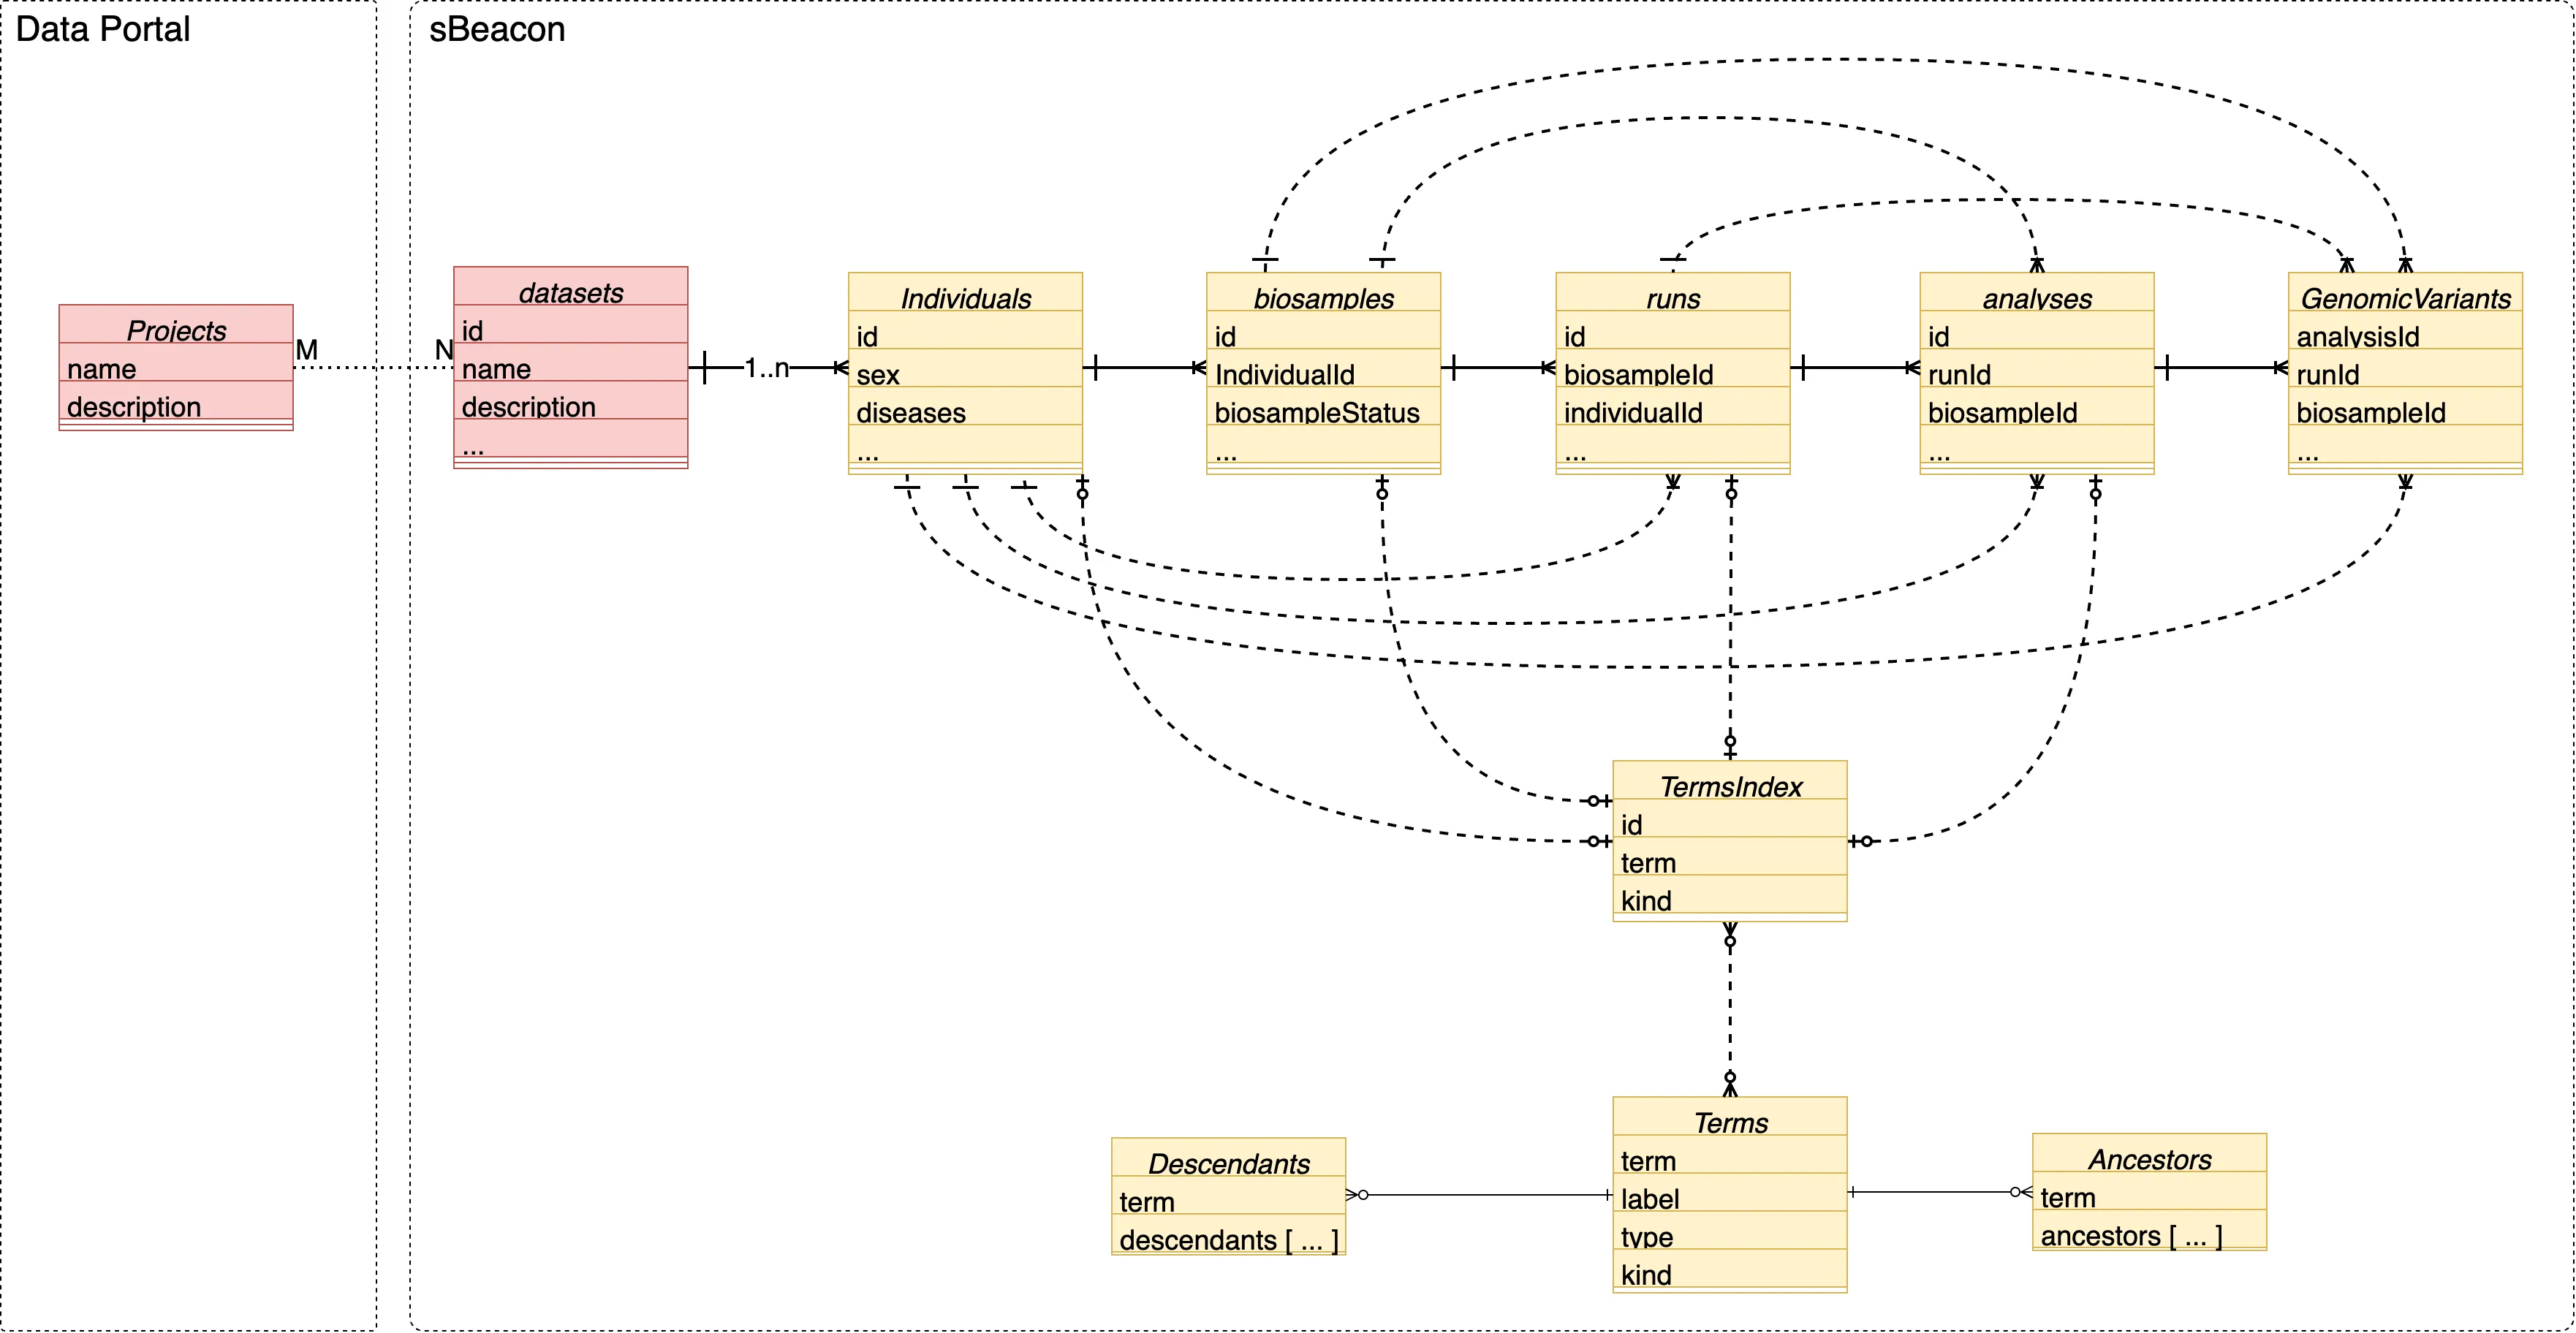 Data Portal
sBeacon
Projects
name
description
M
N
datasets
id
name
description
...
1..n
Individuals
id
sex
diseases
...
biosamples
id
IndividualId
biosampleStatus
...
runs
id
biosampleId
individualId
...
analyses
id
runId
biosampleId
...
GenomicVariants
analysisId
runId
biosampleId
...
TermsIndex
id
term
kind
Terms
term
label
type
kind
Descendants
term
descendants [ ... ]
Ancestors
term
ancestors [ ... ]